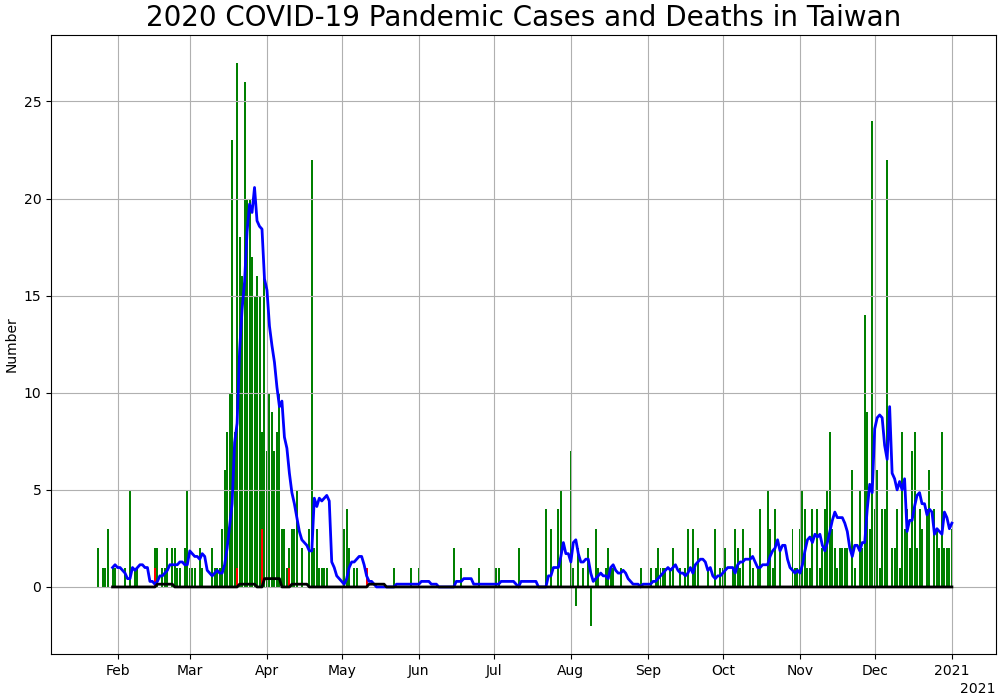 2020 COVID-19 Pandemic Cases and Deaths in Taiwan
Number
25
20
15
10
5
0
Feb Mar Apr May Jun Jul Aug Sep Oct Nov Dec 2021
2021